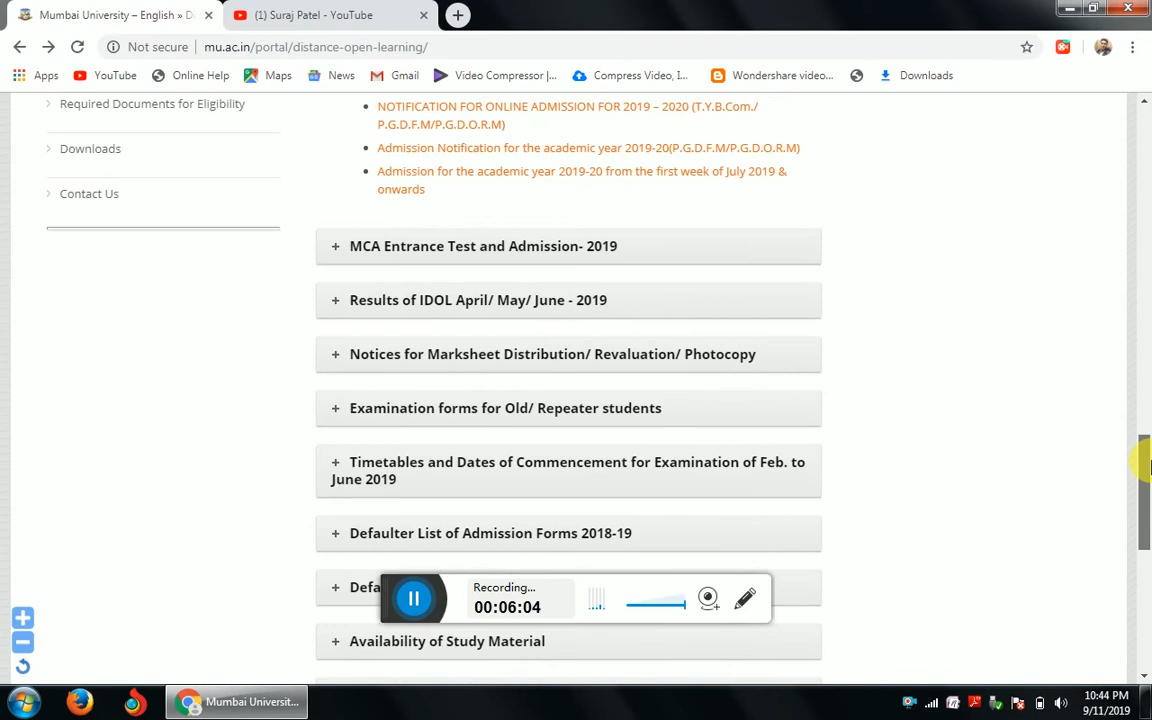 Mumbai University – English » D
(1) Suraj Patel - YouTube
Not secure mu.ac.in/portal/distance-open-learning/
Apps YouTube Online Help Maps News Gmail Video Compressor |... Compress Video, I... Wondershare video... Downloads
Required Documents for Eligibility
Downloads
Contact Us
NOTIFICATION FOR ONLINE ADMISSION FOR 2019 – 2020 (T.Y.B.Com./
P.G.D.F.M/P.G.D.O.R.M)
Admission Notification for the academic year 2019-20(P.G.D.F.M/P.G.D.O.R.M)
Admission for the academic year 2019-20 from the first week of July 2019 &
onwards
+ MCA Entrance Test and Admission- 2019
+ Results of IDOL April/ May/ June - 2019
+ Notices for Marksheet Distribution/ Revaluation/ Photocopy
+ Examination forms for Old/ Repeater students
+ Timetables and Dates of Commencement for Examination of Feb. to
June 2019
+ Defaulter List of Admission Forms 2018-19
+ Defa
Recording...
00:06:04
+ Availability of Study Material
Mumbai Universit...
10:44 PM
9/11/2019